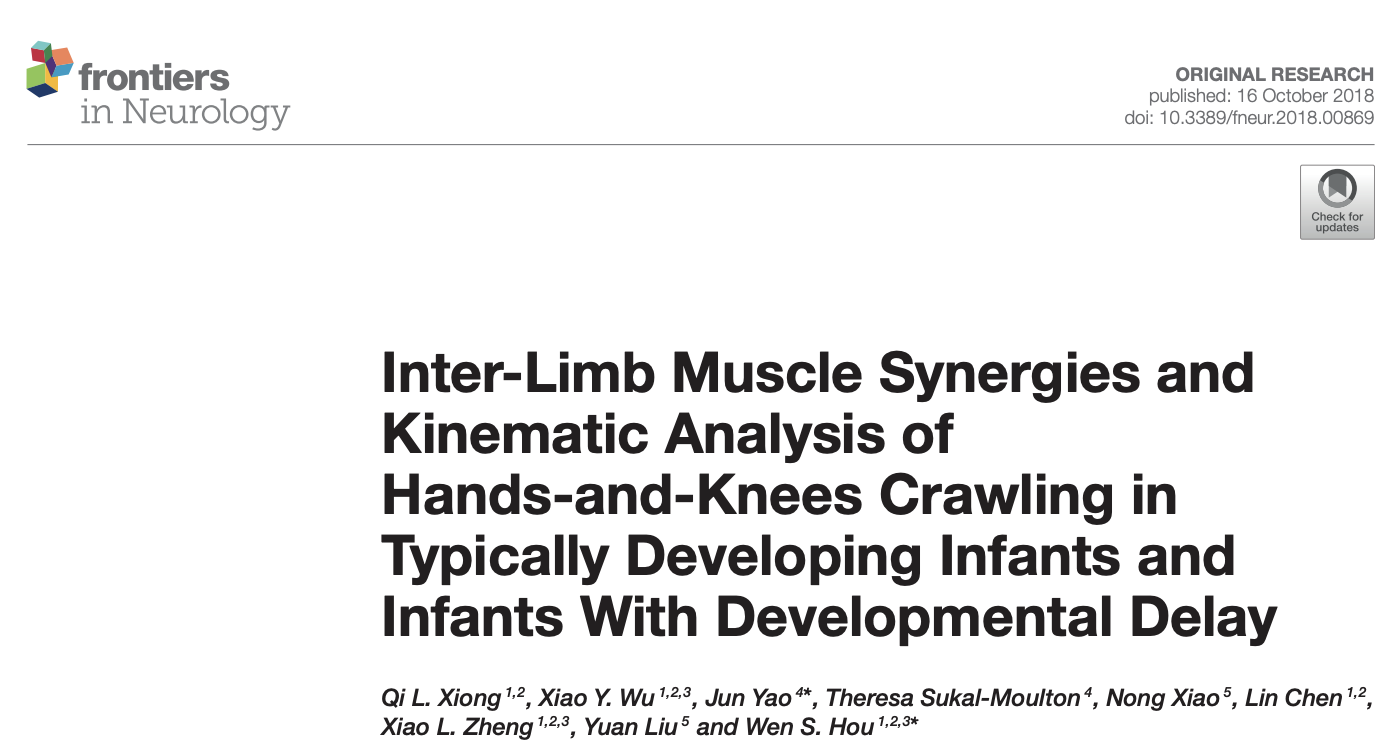 frontiers
in Neurology
ORIGINAL RESEARCH
published: 16 October 2018
doi: 10.3389/fneur.2018.00869
Check for
updates
Inter-Limb Muscle Synergies and
Kinematic Analysis of
Hands-and-Knees Crawling in
Typically Developing Infants and
Infants With Developmental Delay
Qi L. Xiong 1,2, Xiao Y. Wu 1,2,3, Jun Yao 4*, Theresa Sukal-Moulton 4, Nong Xiao 5, Lin Chen 1,2,
Xiao L. Zheng 1,2,3, Yuan Liu 5 and Wen S. Hou 1,2,3*